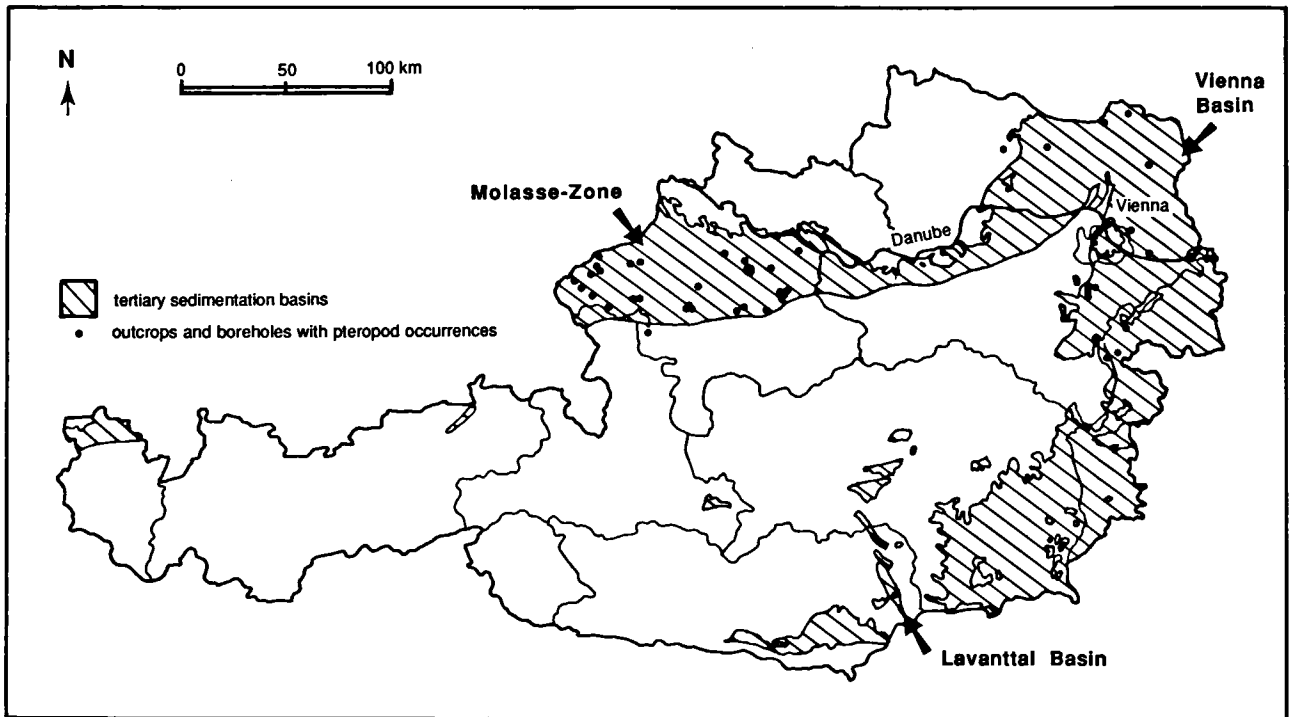 N
0 50 100 km
Vienna
Basin
Molasse-Zone
Vienna
Danube
tertiary sedimentation basins
outcrops and boreholes with pteropod occurrences
Lavanttal Basin